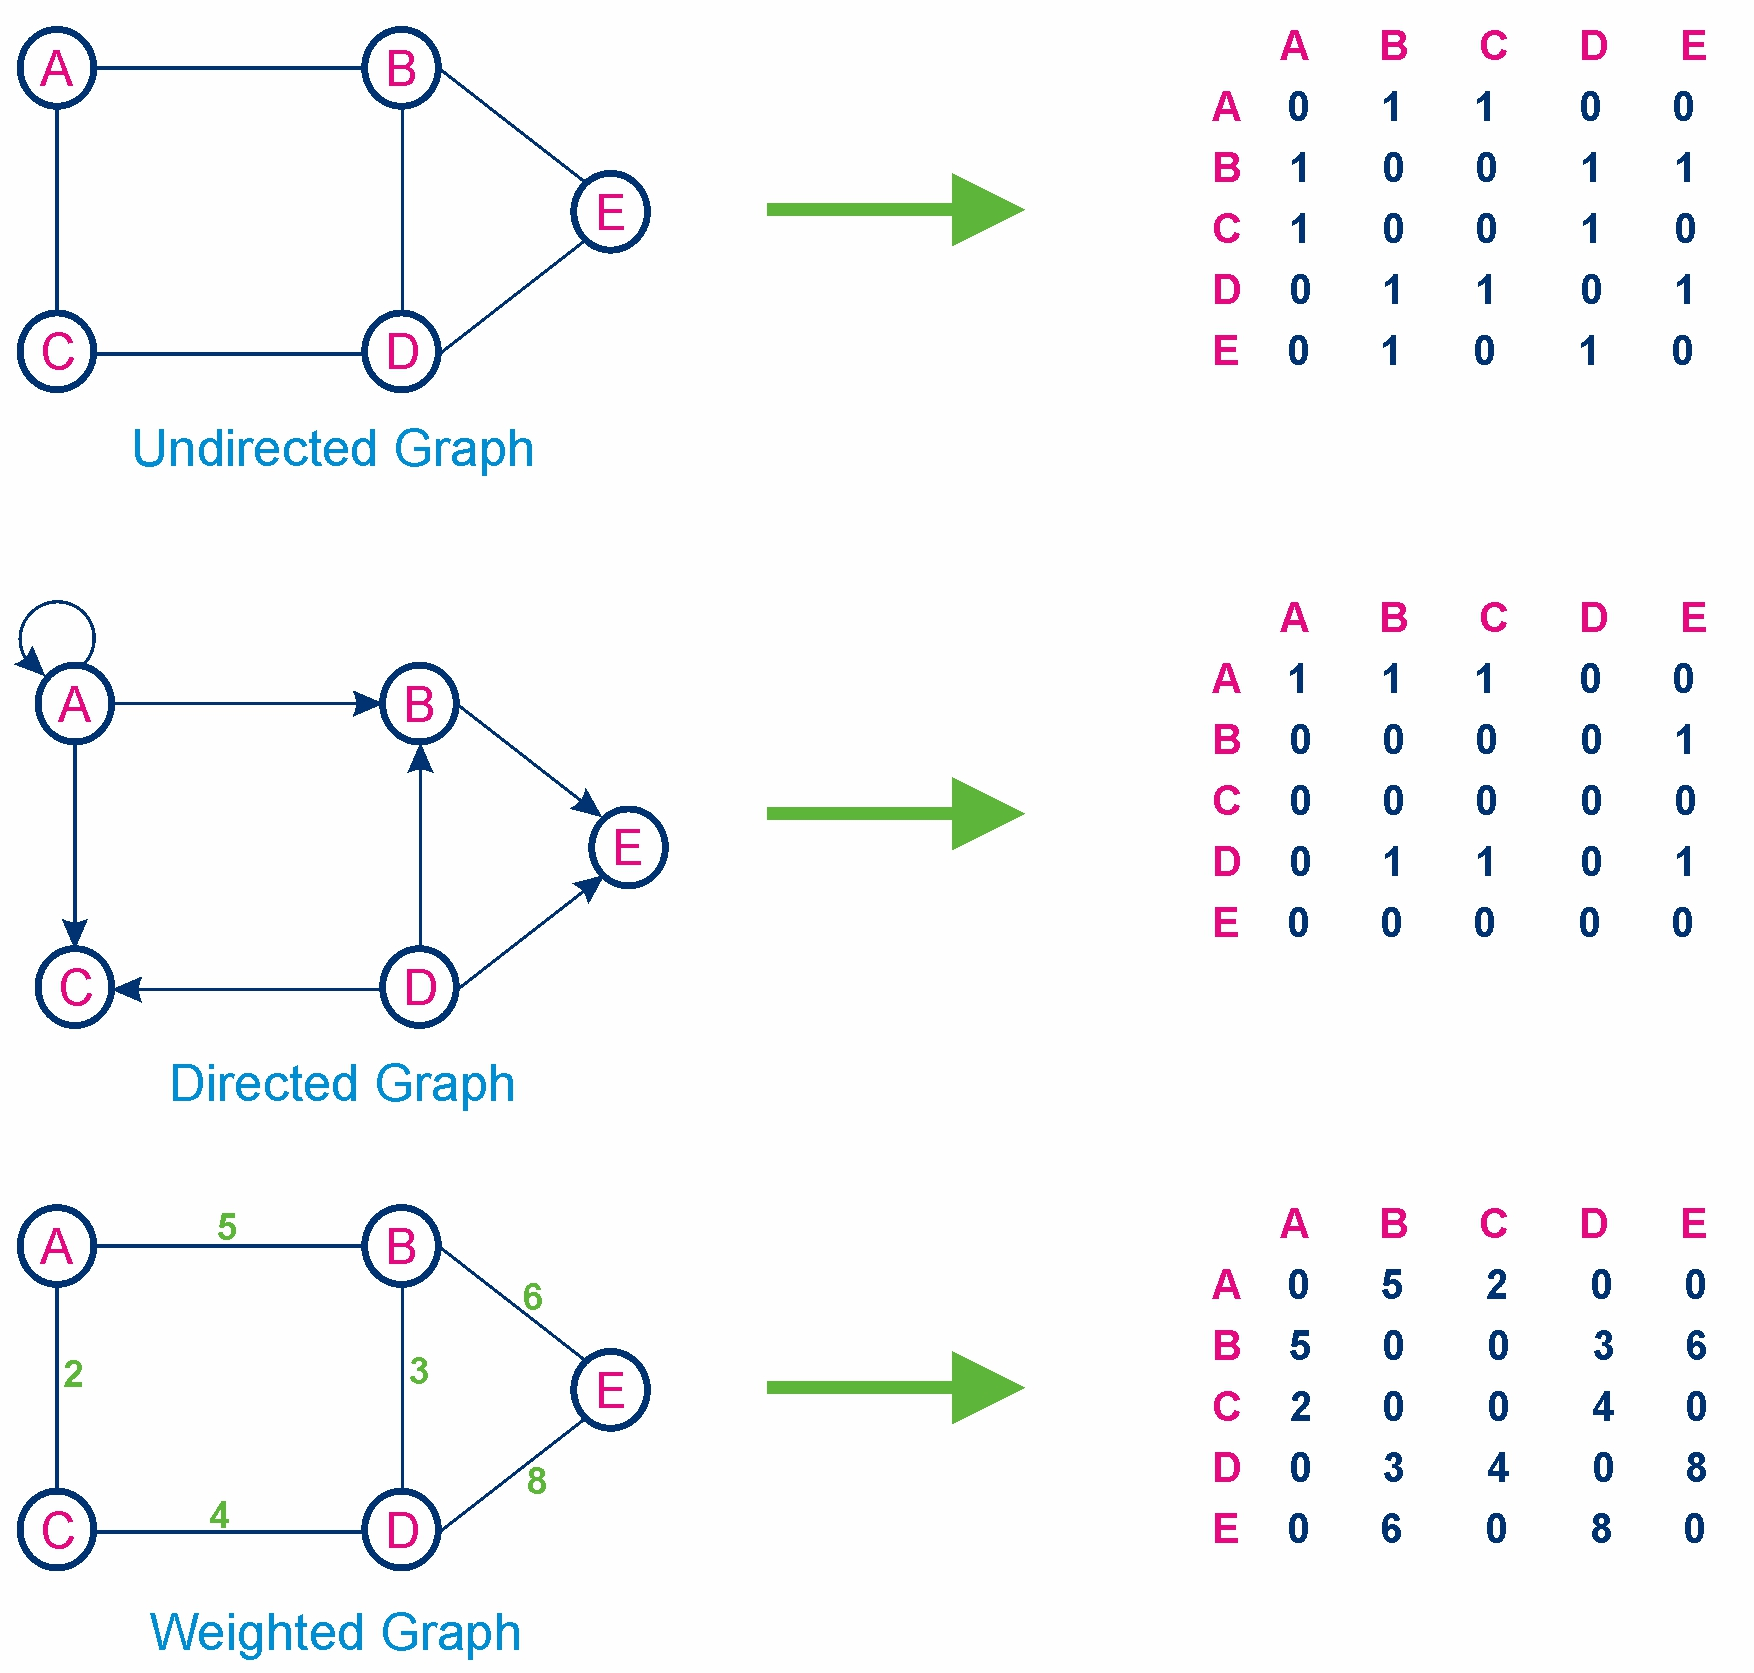 A B
E
C D
Undirected Graph
A B C D E
A 0 1 1 0 0
B 1 0 0 1 1
C 1 0 0 1 0
D 0 1 1 0 1
E 0 1 0 1 0
A B
E
C D
Directed Graph
A B C D E
A 1 1 1 0 0
B 0 0 0 0 1
C 0 0 0 0 0
D 0 1 1 0 1
E 0 0 0 0 0
A 5 B
6
2 3 E
8
C 4 D
Weighted Graph
A B C D E
A 0 5 2 0 0
B 5 0 0 3 6
C 2 0 0 4 0
D 0 3 4 0 8
E 0 6 0 8 0